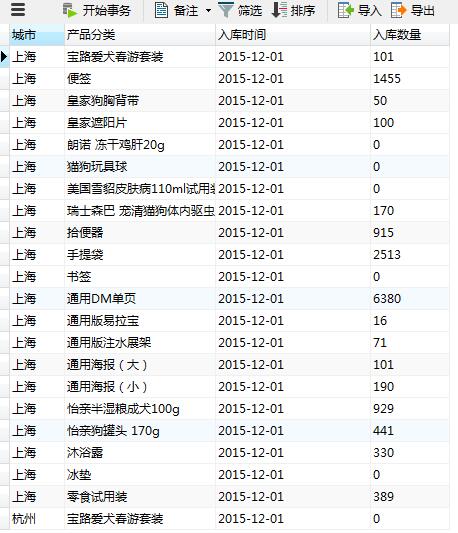 开始事务 备注 筛选 排序 导入 导出
城市 产品分类 入库时间 入库数量
上海 宝路爱犬春游套装 2015-12-01 101
上海 便签 2015-12-01 1455
上海 皇家狗胸背带 2015-12-01 50
上海 皇家遮阳片 2015-12-01 100
上海 朗诺 冻干鸡肝20g 2015-12-01 0
上海 猫狗玩具球 2015-12-01 0
上海 美国雪貂皮肤病110ml试用装 2015-12-01 0
上海 瑞士森巴 宠清猫狗体内驱虫 2015-12-01 170
上海 拾便器 2015-12-01 915
上海 手提袋 2015-12-01 2513
上海 书签 2015-12-01 0
上海 通用DM单页 2015-12-01 6380
上海 通用版易拉宝 2015-12-01 16
上海 通用版注水展架 2015-12-01 71
上海 通用海报（大） 2015-12-01 101
上海 通用海报（小） 2015-12-01 190
上海 怡亲半湿粮成犬100g 2015-12-01 929
上海 怡亲狗罐头 170g 2015-12-01 441
上海 沐浴露 2015-12-01 330
上海 冰垫 2015-12-01 0
上海 零食试用装 2015-12-01 389
杭州 宝路爱犬春游套装 2015-12-01 0